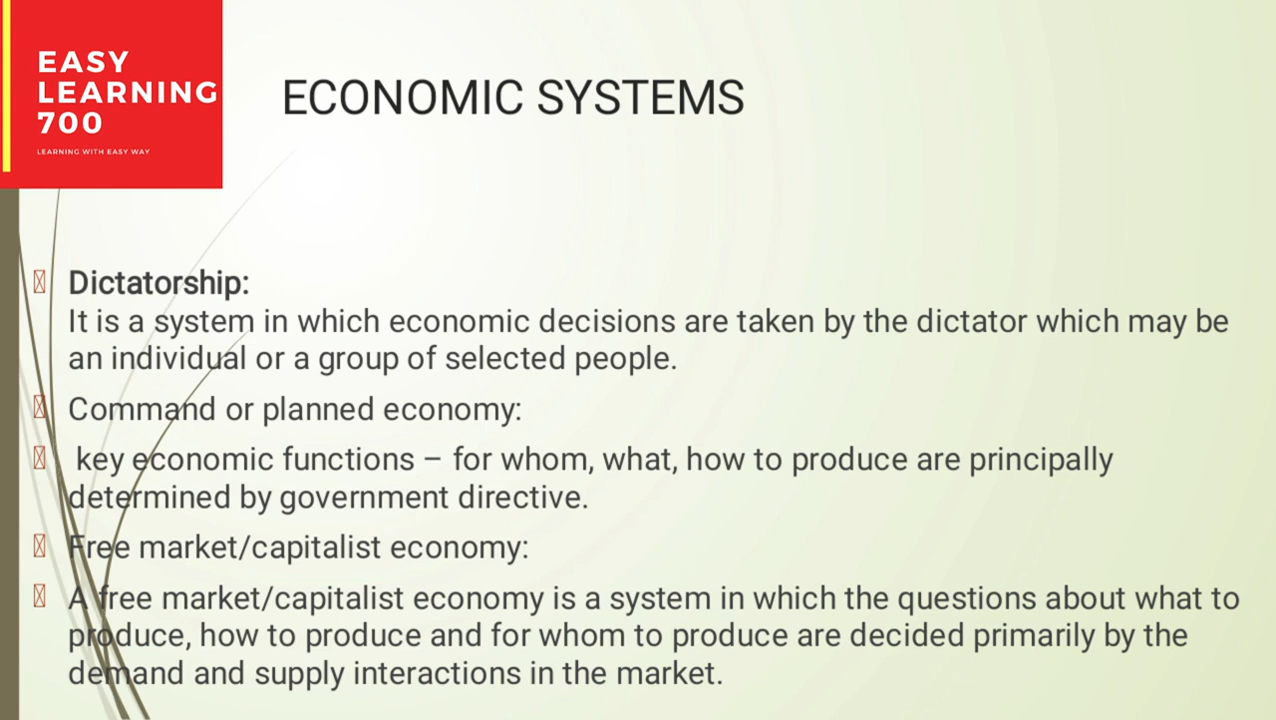 EASY
LEARNING
700
LEARNING WITH EASY WAY
ECONOMIC SYSTEMS
Dictatorship:
It is a system in which economic decisions are taken by the dictator which may be
an individual or a group of selected people.
Command or planned economy:
key economic functions – for whom, what, how to produce are principally
determined by government directive.
Free market/capitalist economy:
A free market/capitalist economy is a system in which the questions about what to
produce, how to produce and for whom to produce are decided primarily by the
demand and supply interactions in the market.